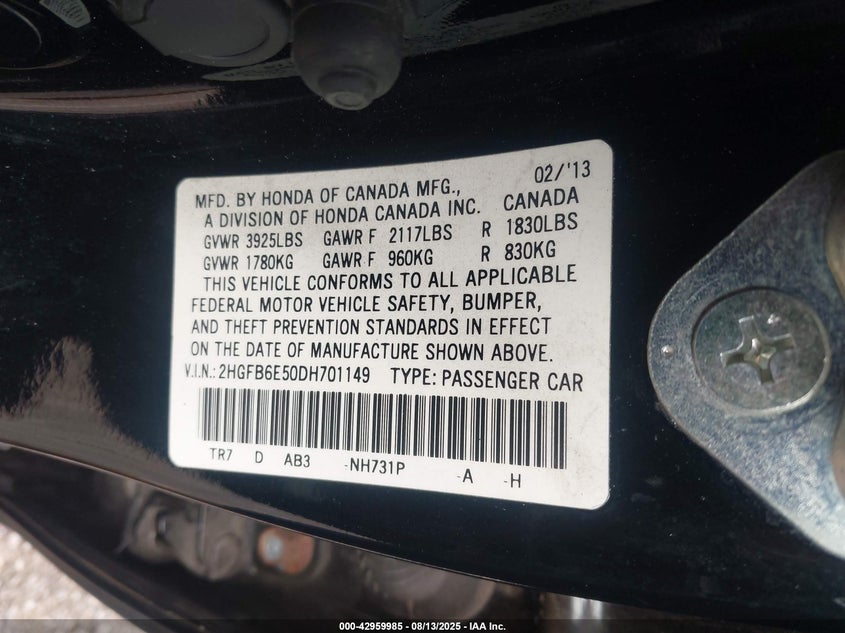 02/'13
MFD. BY HONDA OF CANADA MFG.,
A DIVISION OF HONDA CANADA INC. CANADA
GVWR 3925LBS GAWR F 2117LBS R 1830LBS
GVWR 1780KG GAWR F 960KG R 830KG
THIS VEHICLE CONFORMS TO ALL APPLICABLE
FEDERAL MOTOR VEHICLE SAFETY, BUMPER,
AND THEFT PREVENTION STANDARDS IN EFFECT
ON THE DATE OF MANUFACTURE SHOWN ABOVE.
V.I.N.: 2HGFB6E50DH701149 TYPE: PASSENGER CAR
TR7 D AB3 -NH731P -A -H
000-42959985 - 08/13/2025 - IAA Inc.